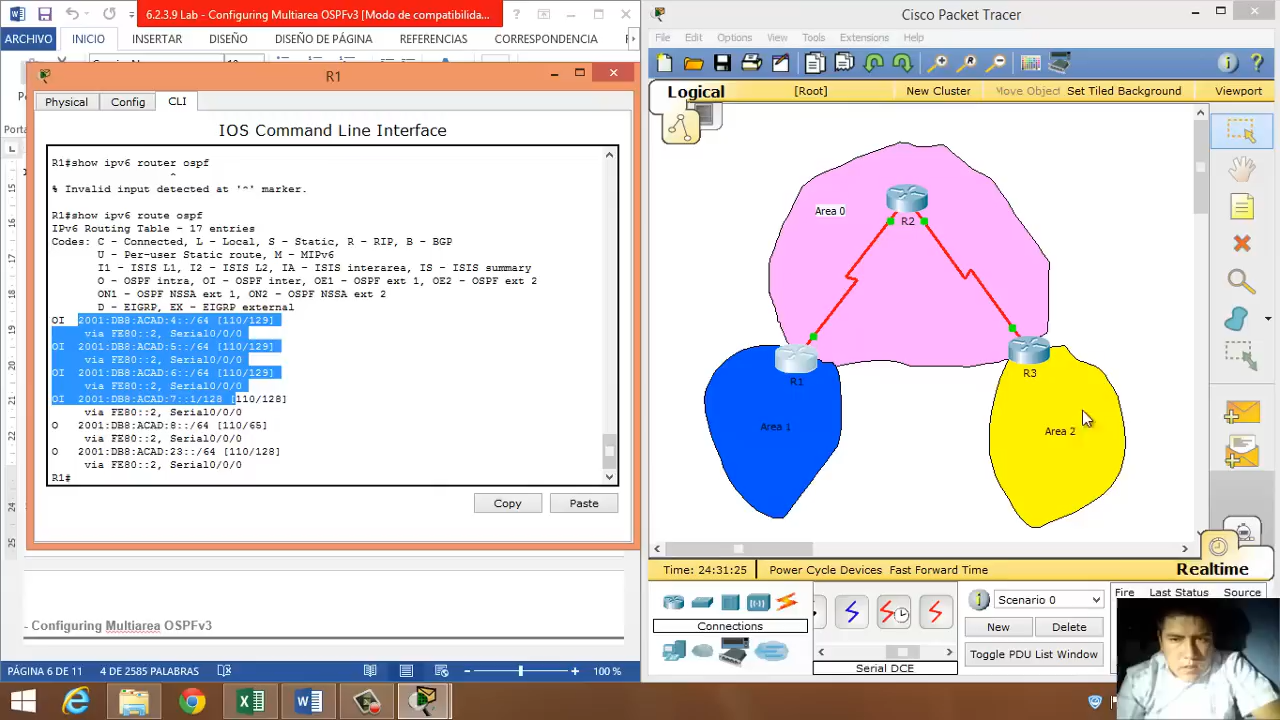 6.2.3.9 Lab - Configuring Multiarea OSPFv3 [Modo de compatibilida...
ARCHIVO INICIO INSERTAR DISEÑO DISEÑO DE PÁGINA REFERENCIAS CORRESPONDENCIA
R1
Physical Config CLI
IOS Command Line Interface
R1#show ipv6 router ospf
^
% Invalid input detected at '^' marker.
R1#show ipv6 route ospf
IPv6 Routing Table - 17 entries
Codes: C - Connected, L - Local, S - Static, R - RIP, B - BGP
U - Per-user Static route, M - MIPv6
I1 - ISIS L1, I2 - ISIS L2, IA - ISIS interarea, IS - ISIS summary
O - OSPF intra, OI - OSPF inter, OE1 - OSPF ext 1, OE2 - OSPF ext 2
ON1 - OSPF NSSA ext 1, ON2 - OSPF NSSA ext 2
D - EIGRP, EX - EIGRP external
OI 2001:DB8:ACAD:4::/64 [110/129]
via FE80::2, Serial0/0/0
OI 2001:DB8:ACAD:5::/64 [110/129]
via FE80::2, Serial0/0/0
OI 2001:DB8:ACAD:6::/64 [110/129]
via FE80::2, Serial0/0/0
OI 2001:DB8:ACAD:7::1/128 [110/128]
via FE80::2, Serial0/0/0
O 2001:DB8:ACAD:8::/64 [110/65]
via FE80::2, Serial0/0/0
O 2001:DB8:ACAD:23::/64 [110/128]
via FE80::2, Serial0/0/0
R1#
Copy Paste
- Configuring Multiarea OSPFv3
PÁGINA 6 DE 11 4 DE 2585 PALABRAS 100 %
Cisco Packet Tracer
File Edit Options View Tools Extensions Help
Logical [Root] New Cluster Move Object Set Tiled Background Viewport
Area 0
R2
R1
R3
Area 1
Area 2
Time: 24:31:25 Power Cycle Devices Fast Forward Time Realtime
Connections
Serial DCE
Scenario 0
New Delete
Toggle PDU List Window
Fire Last Status Source